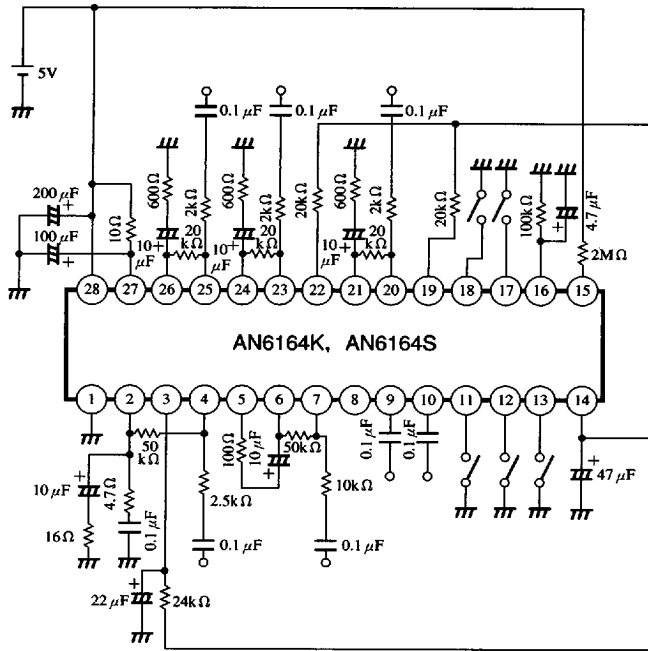 5V
0.1 μF
0.1 μF
0.1 μF
200 μF
100 μF
10Ω
600Ω
2kΩ
600Ω
2kΩ
20kΩ
600Ω
2kΩ
20kΩ
100kΩ
4.7 μF
2MΩ
10
μF
20
kΩ
10
μF
20
kΩ
10
μF
20
kΩ
28 27 26 25 24 23 22 21 20 19 18 17 16 15
AN6164K, AN6164S
1 2 3 4 5 6 7 8 9 10 11 12 13 14
50
kΩ
100Ω
10 μF
50kΩ
0.1 μF
0.1 μF
10 μF
4.7Ω
2.5kΩ
10kΩ
47 μF
16Ω
0.1 μF
0.1 μF
0.1 μF
22 μF
24kΩ